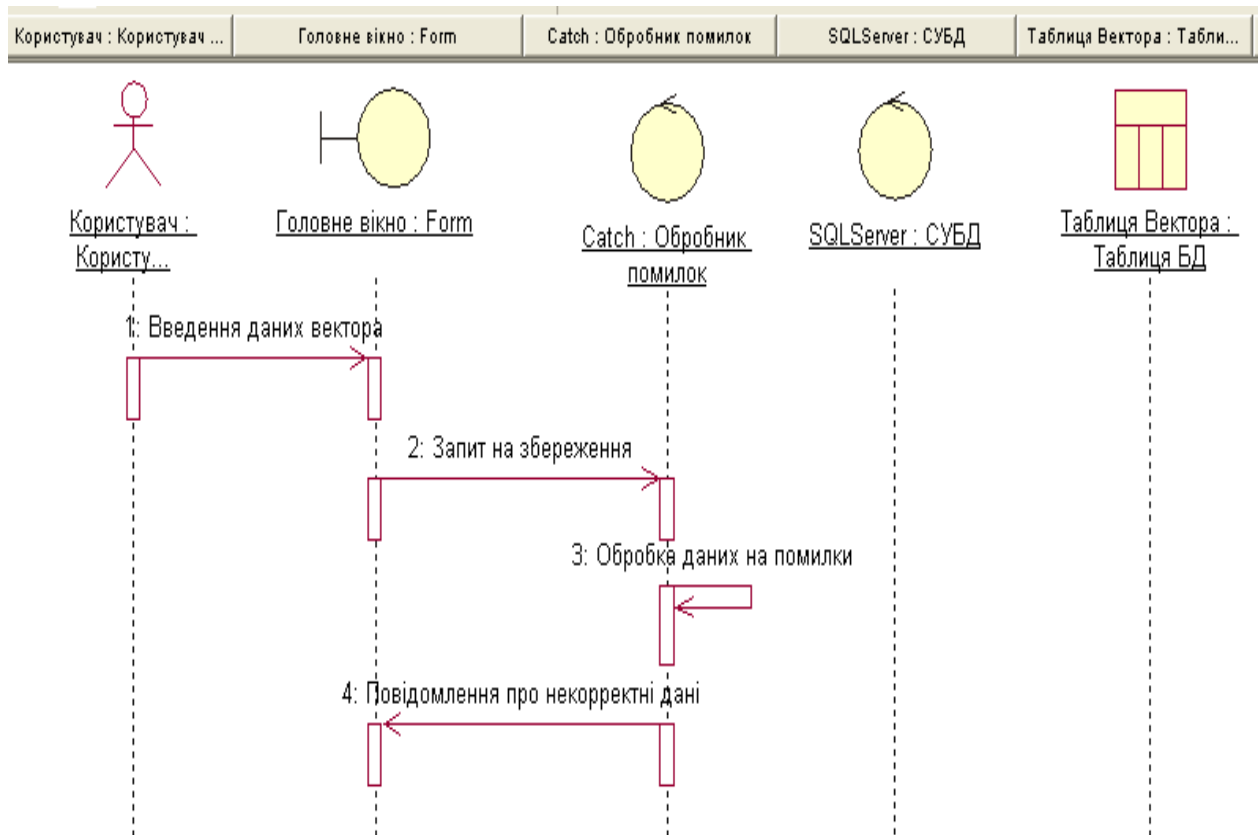 Користувач : Користувач ...
Головне вікно : Form
Catch : Обробник помилок
SQLServer : СУБД
Таблиця Вектора : Табли...
Користувач :
Користу...
Головне вікно : Form
Catch : Обробник
помилок
SQLServer : СУБД
Таблиця Вектора :
Таблиця БД
1: Введення даних вектора
2: Запит на збереження
3: Обробка даних на помилки
4: Повідомлення про некорректні дані